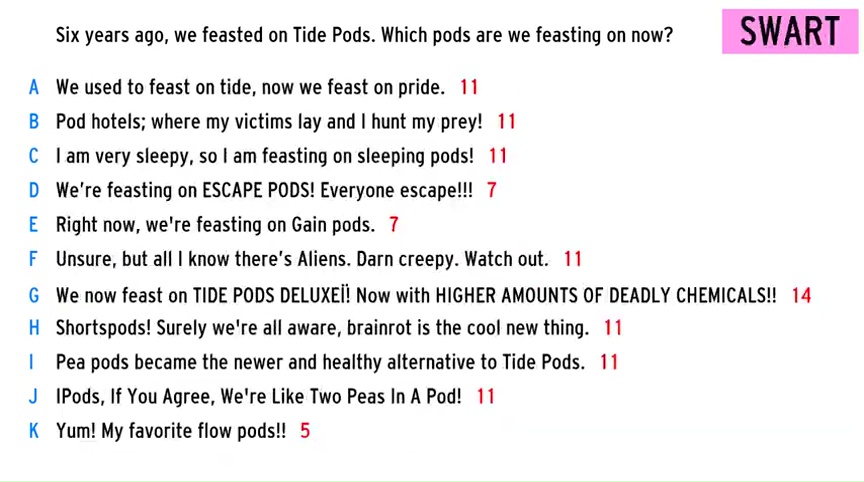 Six years ago, we feasted on Tide Pods. Which pods are we feasting on now?
SWART
A We used to feast on tide, now we feast on pride. 11
B Pod hotels; where my victims lay and I hunt my prey! 11
C I am very sleepy, so I am feasting on sleeping pods! 11
D We're feasting on ESCAPE PODS! Everyone escape!!! 7
E Right now, we're feasting on Gain pods. 7
F Unsure, but all I know there's Aliens. Darn creepy. Watch out. 11
G We now feast on TIDE PODS DELUXEÏ! Now with HIGHER AMOUNTS OF DEADLY CHEMICALS!! 14
H Shortspods! Surely we're all aware, brainrot is the cool new thing. 11
I Pea pods became the newer and healthy alternative to Tide Pods. 11
J IPods, If You Agree, We're Like Two Peas In A Pod! 11
K Yum! My favorite flow pods!! 5